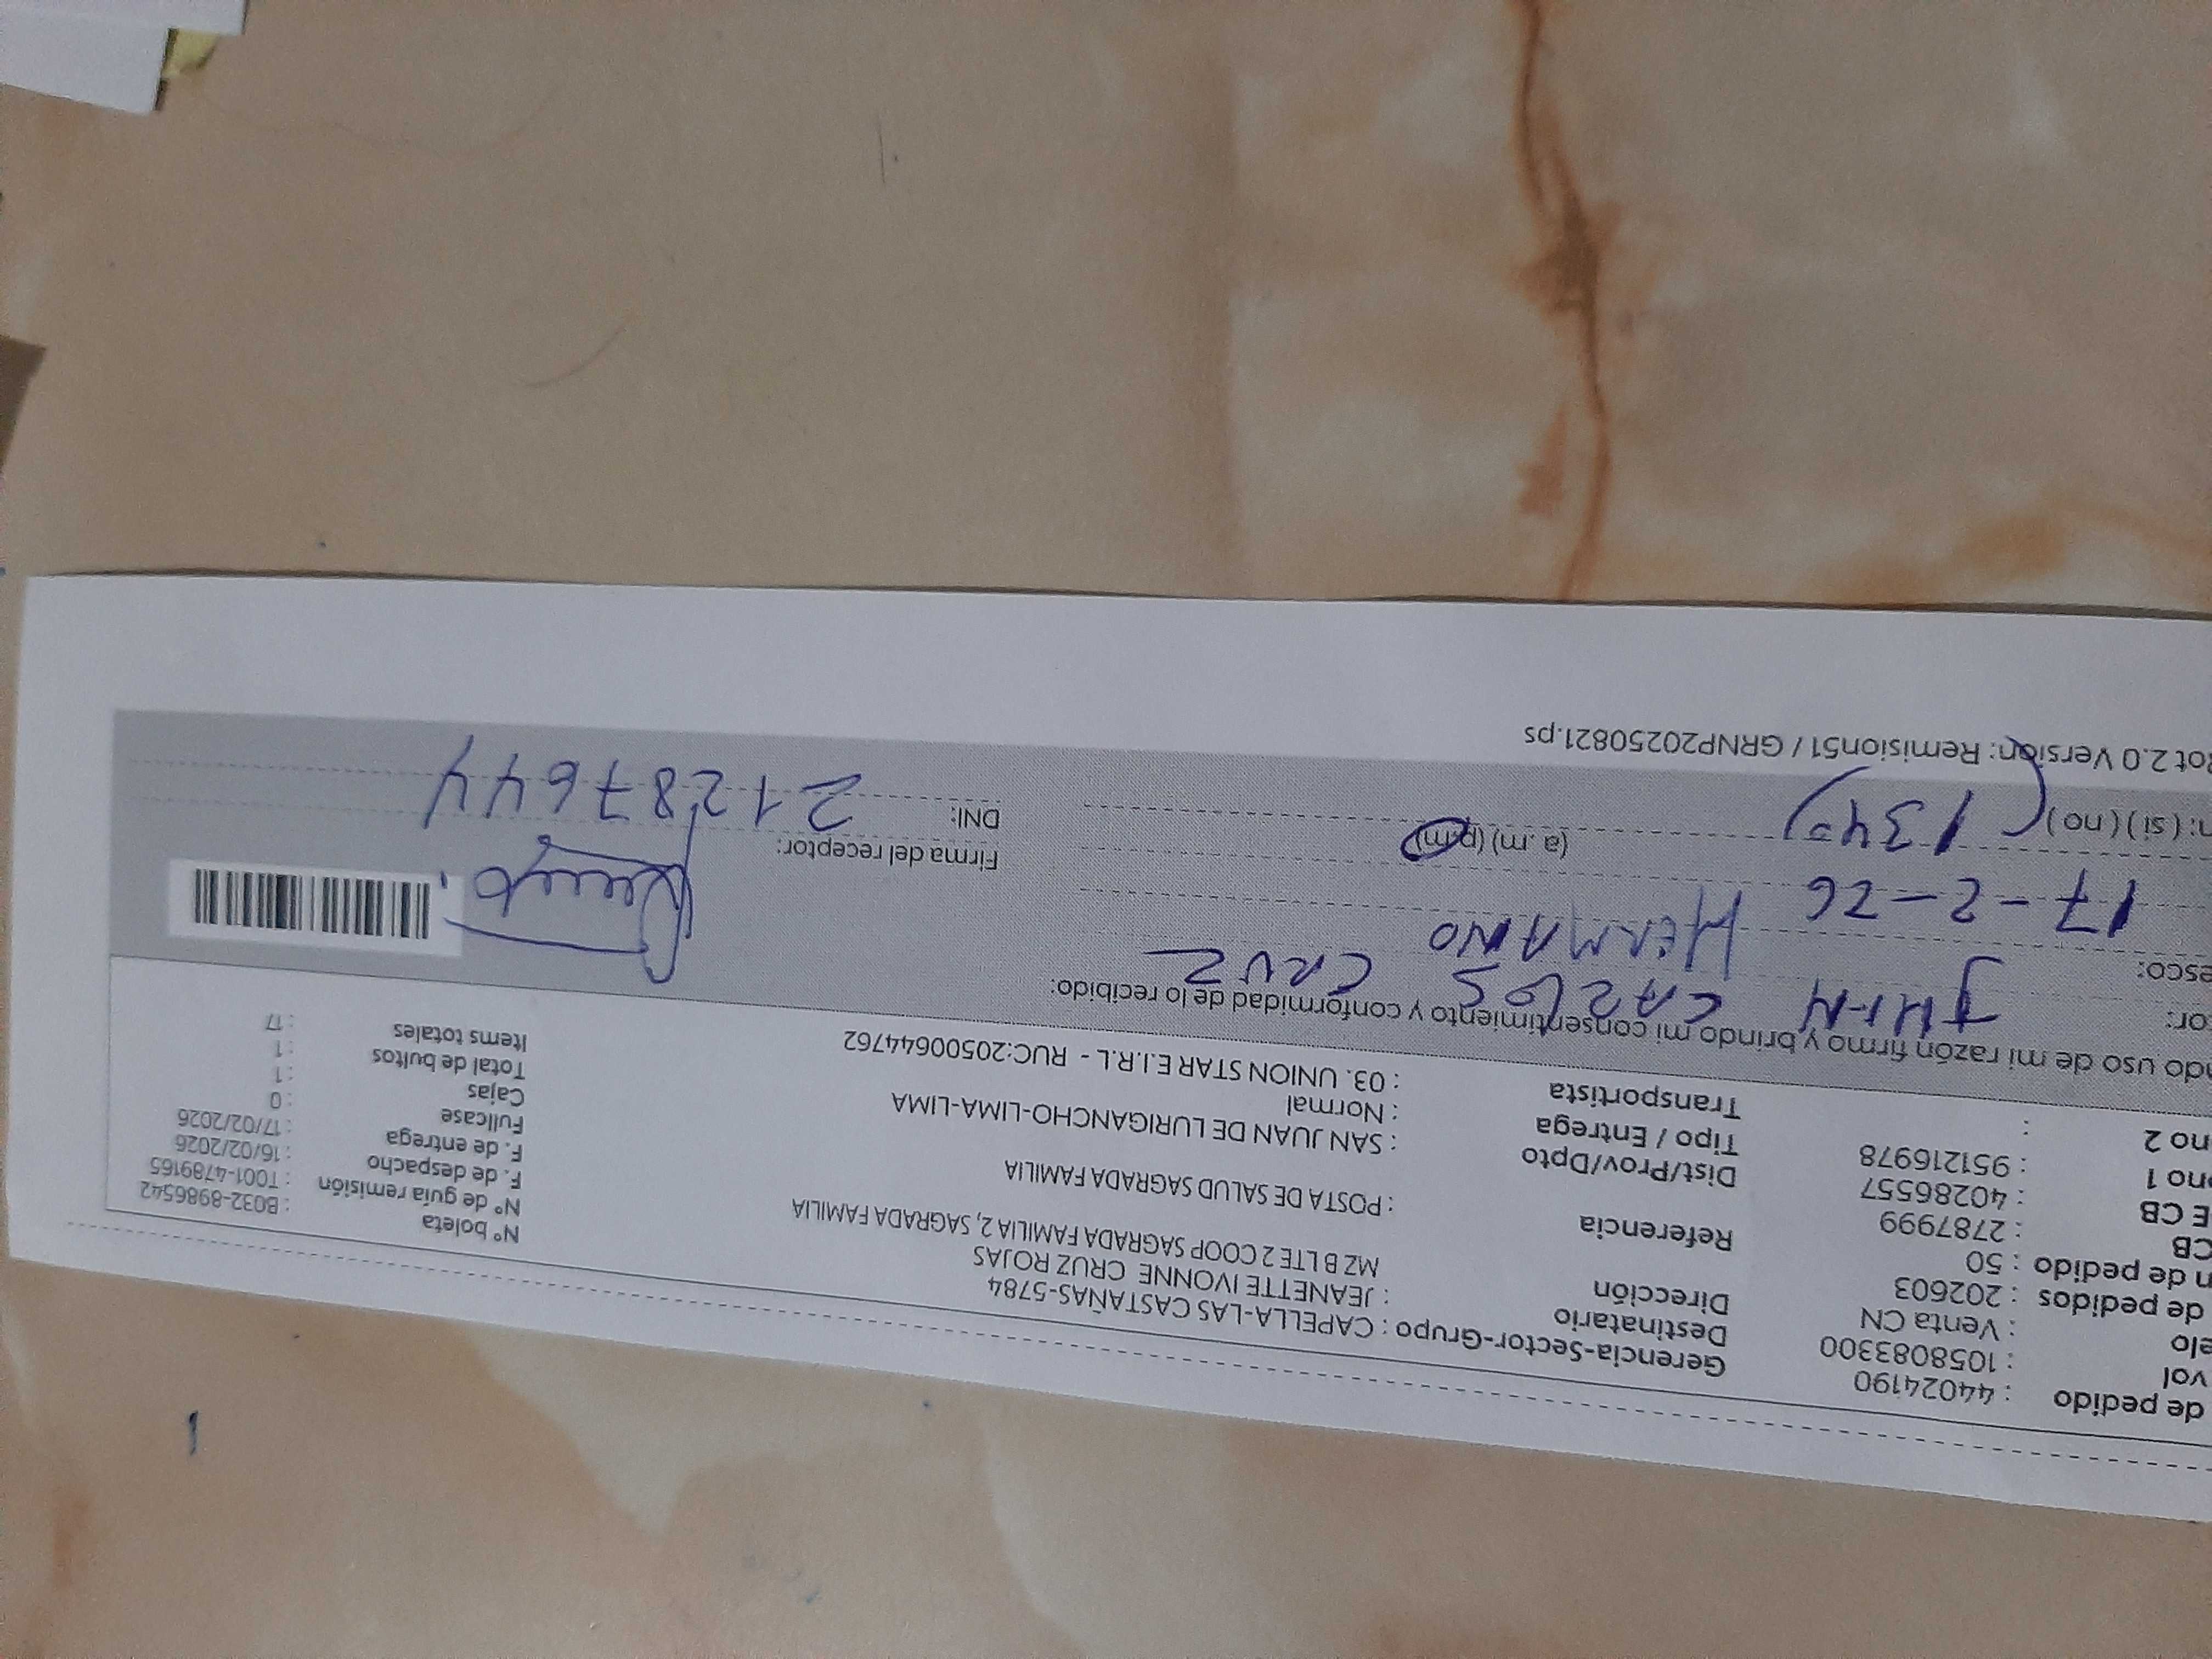 de pedido : 44024190
vol : 1058083300
elo : Venta CN
de pedidos : 202603
n de pedido : 50
CB : 2787999
E CB : 40286557
ono 1 : 951216978
no 2 :
Gerencia-Sector-Grupo : CAPELLA-LAS CASTAÑAS-5784
Destinatario : JEANETTE IVONNE CRUZ ROJAS
Dirección MZ B LTE 2 COOP SAGRADA FAMILIA 2, SAGRADA FAMILIA
Referencia : POSTA DE SALUD SAGRADA FAMILIA
Dist/Prov/Dpto : SAN JUAN DE LURIGANCHO-LIMA-LIMA
Tipo / Entrega : Normal
Transportista : 03. UNION STAR E.I.R.L - RUC:20500644762
N° boleta : B032-8986542
N° de guía remisión : T001-4789165
F. de despacho : 16/02/2026
F. de entrega : 17/02/2026
Fullcase : 0
Cajas : 1
Total de bultos : 1
Items totales : 17
ndo uso de mi razón firmo y brindo mi consentimiento y conformidad de lo recibido:
or: CARLOS CRUZ
esco: HERMANO
17-2-26 (a.m) (p.m)
n: (si) (no) (134)
Firma del receptor:
DNI: 21287644
Rot 2.0 Versión: Remision51 / GRNP20250821.ps